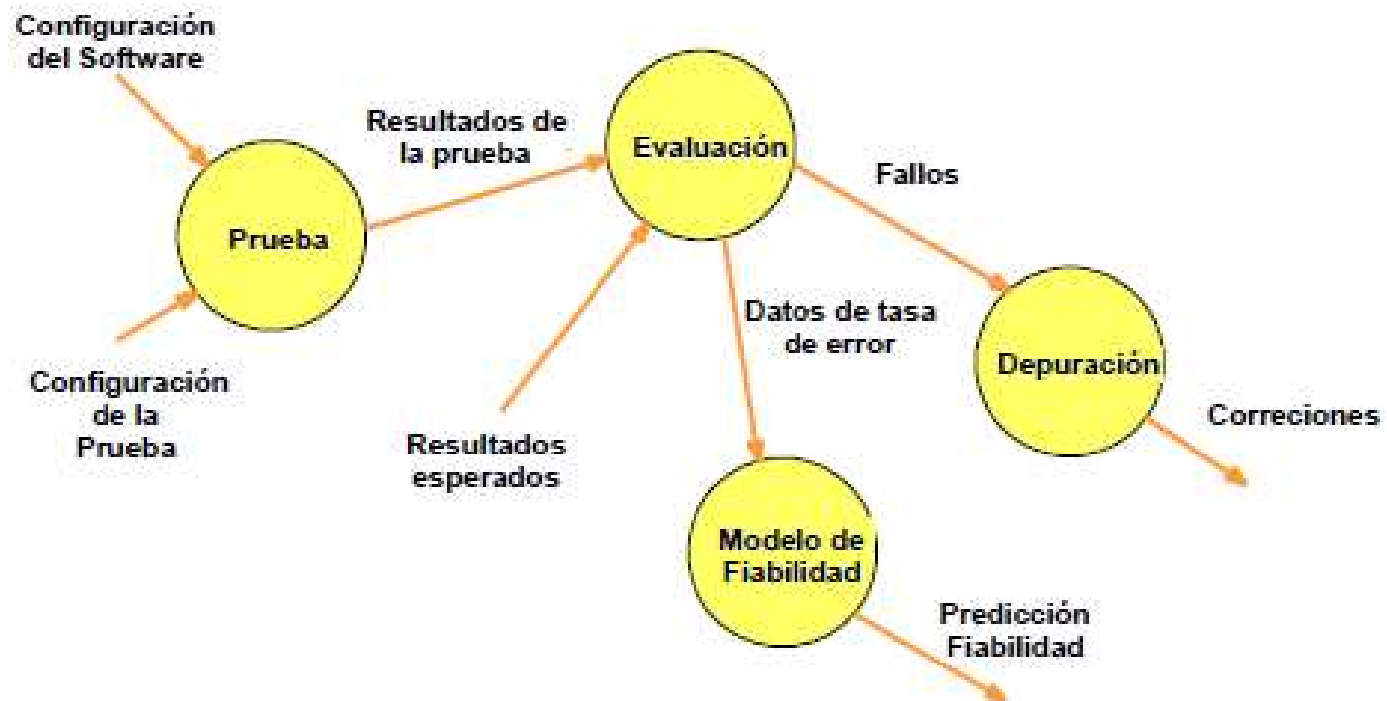 Configuración
del Software
Resultados de
la prueba
Evaluación
Fallos
Prueba
Datos de tasa
de error
Depuración
Configuración
de la
Prueba
Resultados
esperados
Correciones
Modelo de
Fiabilidad
Predicción
Fiabilidad